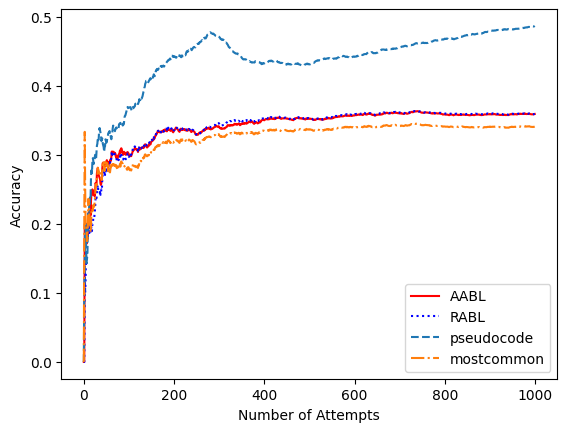 0.5
0.4
0.3
0.2
0.1
0.0
Accuracy
0 200 400 600 800 1000
Number of Attempts
AABL
RABL
pseudocode
mostcommon